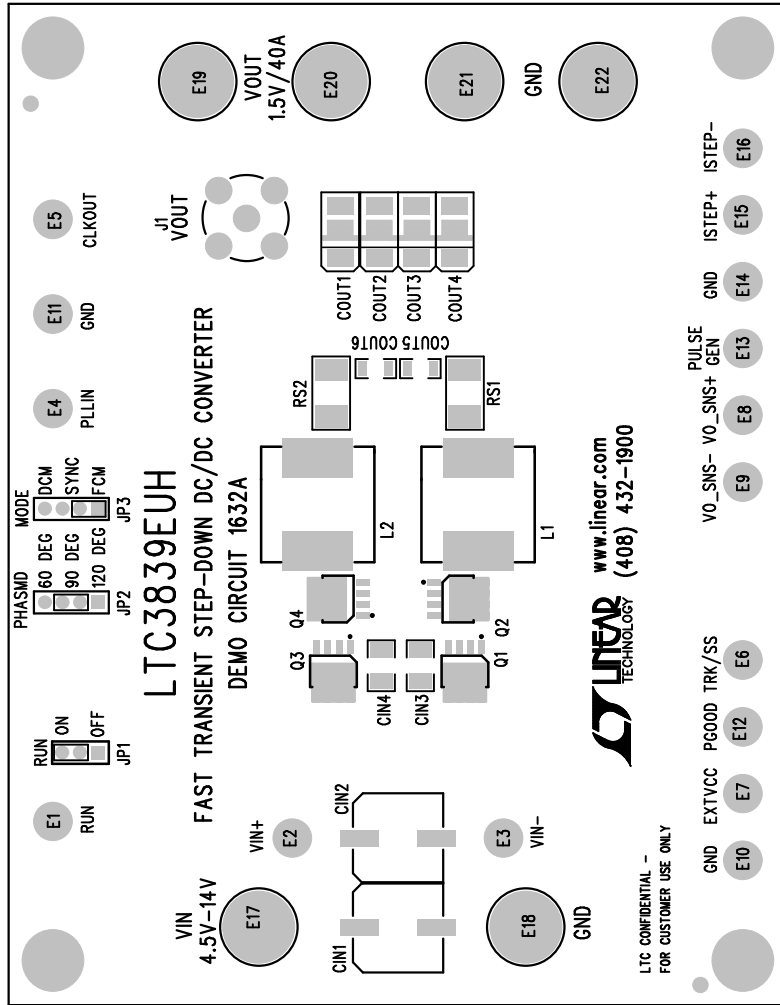 E1
RUN
RUN
ON
OFF
JP1
PHASMD
60 DEG
90 DEG
120 DEG
JP2
MODE
DCM
SYNC
FCM
JP3
E4
PLLIN
E11
GND
E5
CLKOUT
LTC3839EUH
FAST TRANSIENT STEP-DOWN DC/DC CONVERTER
DEMO CIRCUIT 1632A
VIN
4.5V-14V
E17
VIN+
E2
CIN1
CIN2
E3
VIN-
E18
GND
Q3
Q4
CIN4
CIN3
Q1
Q2
L2
L1
RS2
RS1
COUT6
COUT5
J1
VOUT
COUT1
COUT2
COUT3
COUT4
E19
VOUT
1.5V/40A
E20
E21
GND
E22
LINEAR
TECHNOLOGY
www.linear.com
(408) 432-1900
LTC CONFIDENTIAL -
FOR CUSTOMER USE ONLY
GND
E10
EXTVCC
E7
PGOOD
E12
TRK/SS
E6
VO_SNS-
E9
VO_SNS+
E8
PULSE
GEN
E13
GND
E14
ISTEP+
E15
ISTEP-
E16